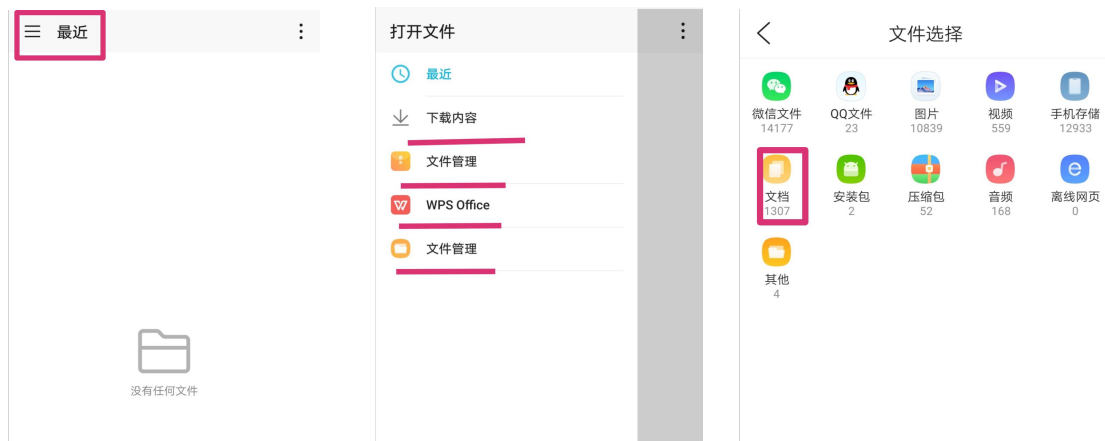 最近
没有任何文件
打开文件
最近
下载内容
文件管理
WPS Office
文件管理
文件选择
微信文件 QQ文件 图片 视频 手机存储
14177 23 10839 559 12933
文档 安装包 压缩包 音频 离线网页
1307 2 52 168 0
其他
4